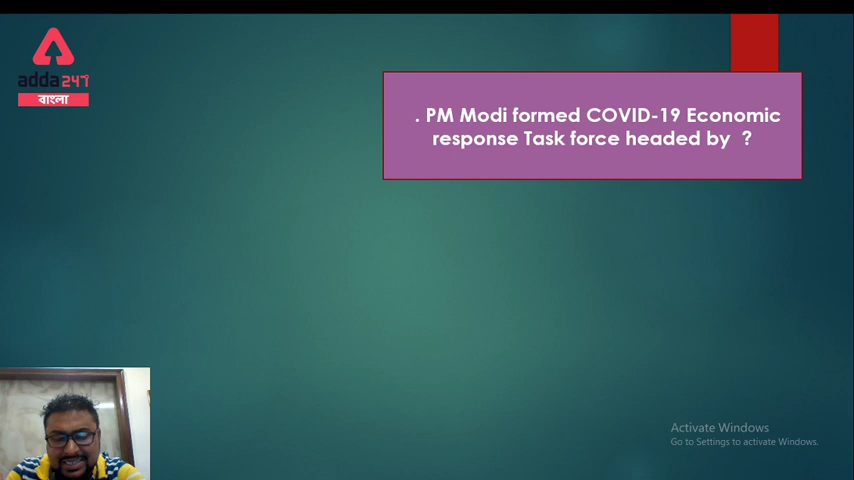 adda247
বাংলা
. PM Modi formed COVID-19 Economic
response Task force headed by ?
Activate Windows
Go to Settings to activate Windows.